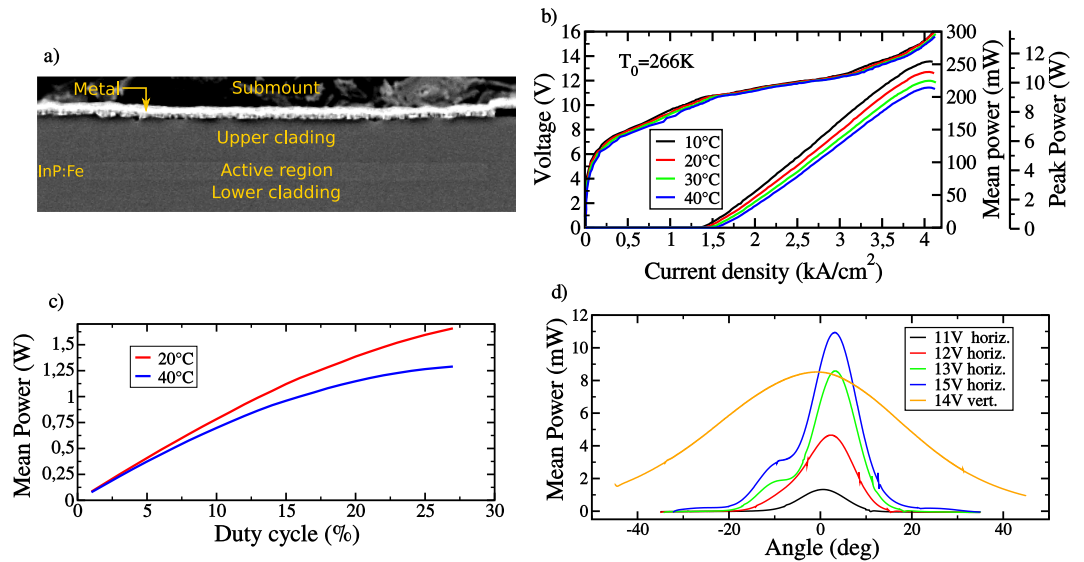 a)
Metal
Submount
Upper clading
InP:Fe
Active region
Lower cladding
b)
T0=266K
10°C
20°C
30°C
40°C
Voltage (V)
0 2 4 6 8 10 12 14 16
0 0,5 1 1,5 2 2,5 3 3,5 4
Current density (kA/cm2)
0 50 100 150 200 250 300
Mean power (mW)
0 2 4 6 8 10 12
Peak Power (W)
c)
20°C
40°C
Mean Power (W)
0 0,25 0,5 0,75 1 1,25 1,5
0 5 10 15 20 25 30
Duty cycle (%)
d)
11V horiz.
12V horiz.
13V horiz.
15V horiz.
14V vert.
Mean Power (mW)
0 2 4 6 8 10 12
-40 -20 0 20 40
Angle (deg)